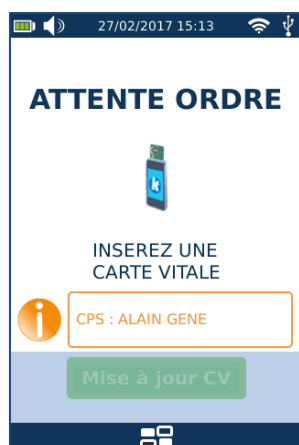 27/02/2017 15:13
ATTENTE ORDRE
k
INSEREZ UNE
CARTE VITALE
i
CPS : ALAIN GENE
Mise à jour CV